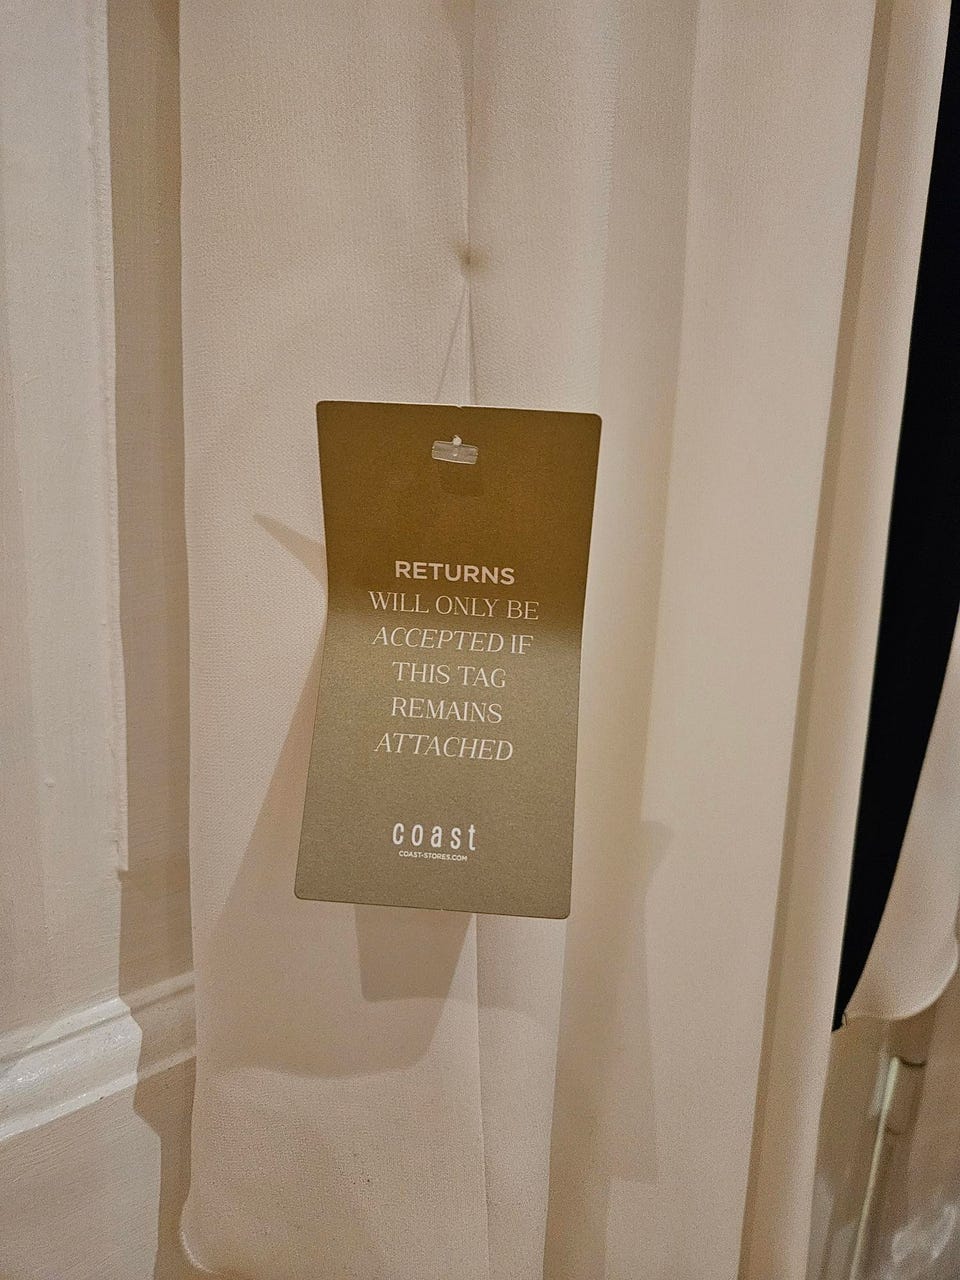 RETURNS
WILL ONLY BE
ACCEPTED IF
THIS TAG
REMAINS
ATTACHED
coast
COAST-STORES.COM